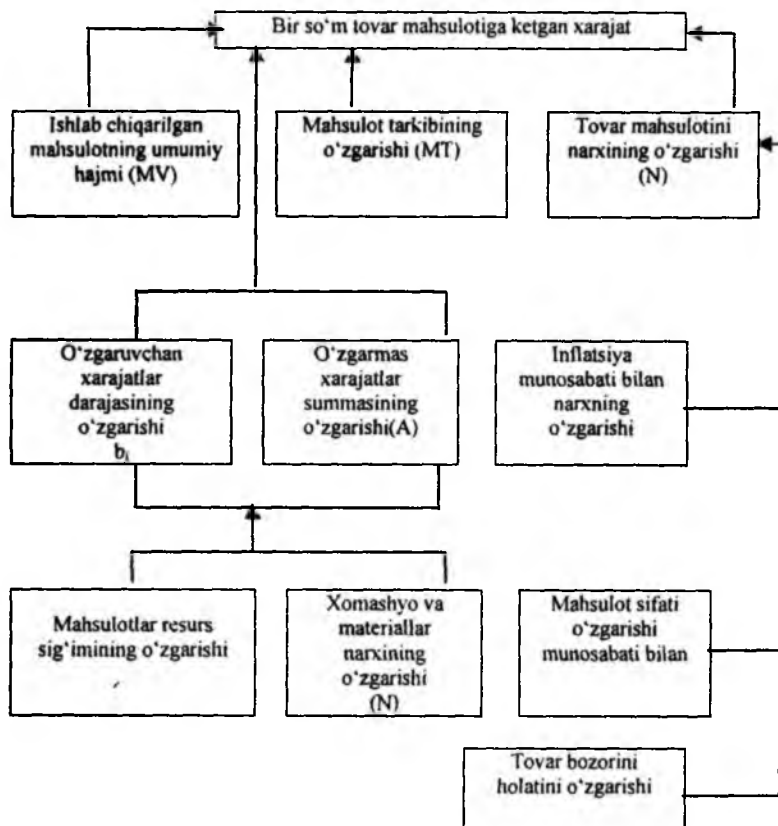 Bir so‘m tovar mahsulotiga ketgan xarajat
Ishlab chiqarilgan
mahsulotning umumiy
hajmi (MV)
Mahsulot tarkibining
o‘zgarishi (MT)
Tovar mahsulotini
narxining o‘zgarishi
(N)
O‘zgaruvchan
xarajatlar
darajasining
o‘zgarishi
bᵢ
O‘zgarmas
xarajatlar
summasining
o‘zgarishi(A)
Inflatsiya
munosabati bilan
narxning
o‘zgarishi
Mahsulotlar resurs
sig‘imining o‘zgarishi
Xomashyo va
materiallar
narxining
o‘zgarishi
(N)
Mahsulot sifati
o‘zgarishi
munosabati bilan
Tovar bozorini
holatini o‘zgarishi